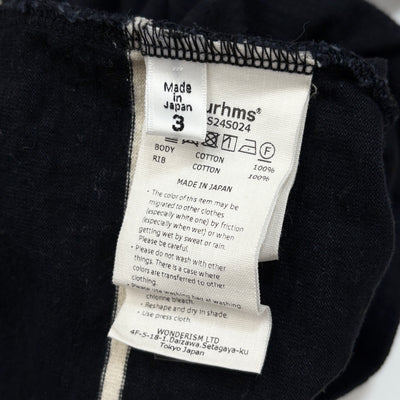 Made
in
Japan
3
urhms®
S24S024
BODY COTTON 100%
RIB COTTON 100%
MADE IN JAPAN
• The color of this item may be
migrated to other clothes
(especially white one) by friction
(especially by rubbing) or when
getting wet by sweat or rain.
Please be careful.
• Please do not wash with other
things. There is a case where
colors are transferred to other
clothing.
chlorine bleach.
• Reshape and dry in shade.
• Use press cloth.
WONDERISM LTD
4F-5-18-1.Daizawa.Setagaya-ku
Tokyo Japan